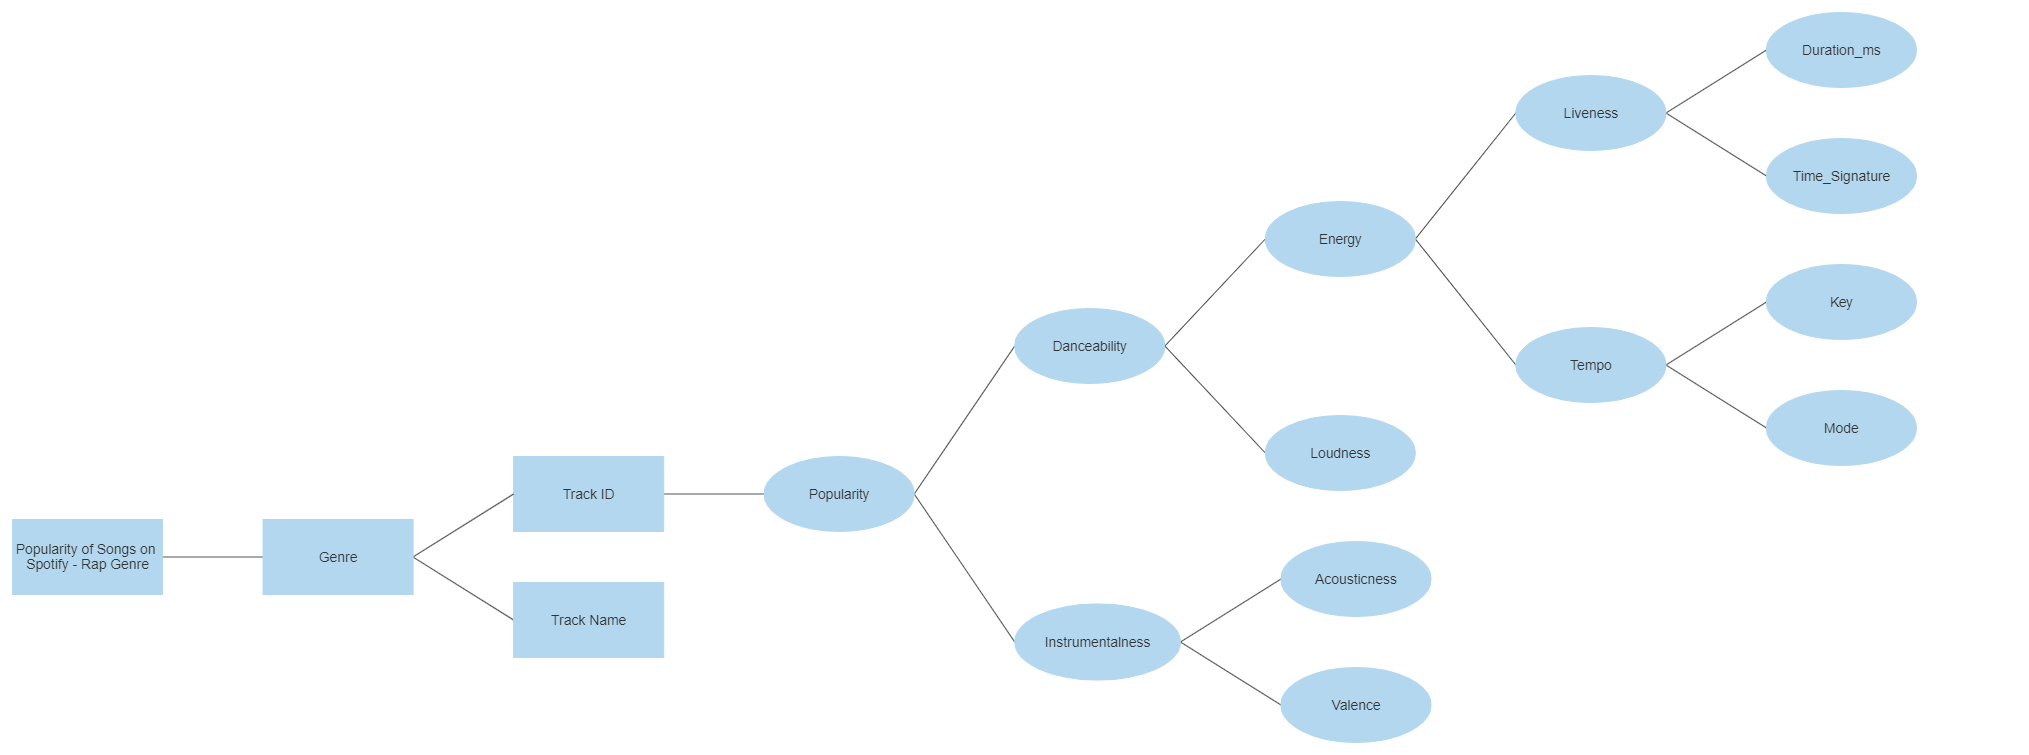 Popularity of Songs on
Spotify - Rap Genre
Genre
Track ID
Track Name
Popularity
Danceability
Instrumentalness
Energy
Loudness
Acousticness
Valence
Liveness
Tempo
Duration_ms
Time_Signature
Key
Mode